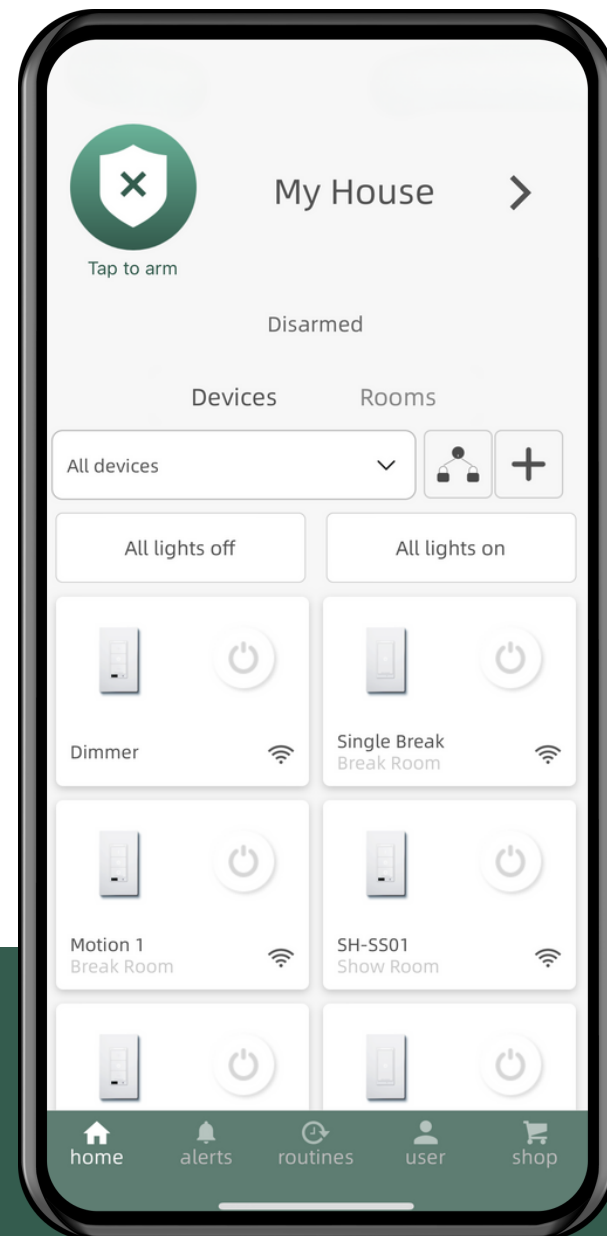 My House
Tap to arm
Disarmed
Devices Rooms
All devices
All lights off All lights on
Dimmer
Single Break
Break Room
Motion 1
Break Room
SH-SS01
Show Room
home alerts routines user shop